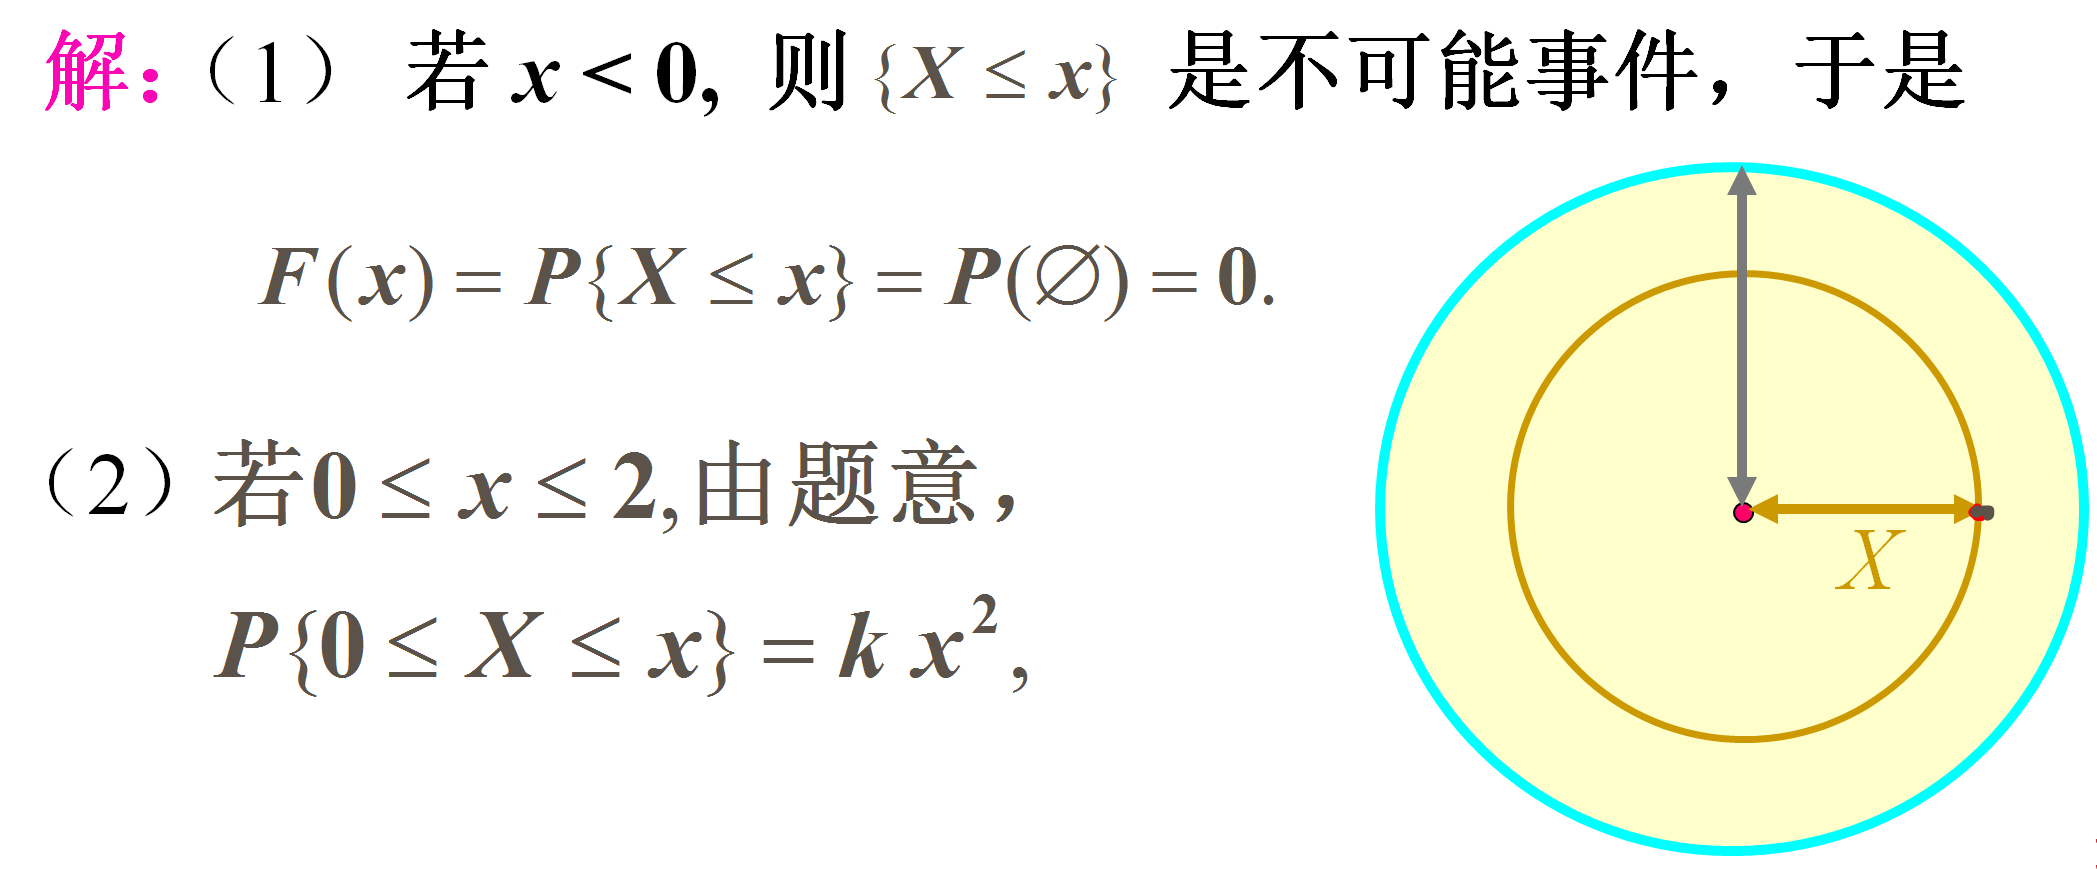 解：（1） 若 x < 0, 则 {X ≤ x} 是不可能事件，于是
F(x) = P{X ≤ x} = P(∅) = 0.
（2）若0 ≤ x ≤ 2,由题意，
P{0 ≤ X ≤ x} = k x²,
X